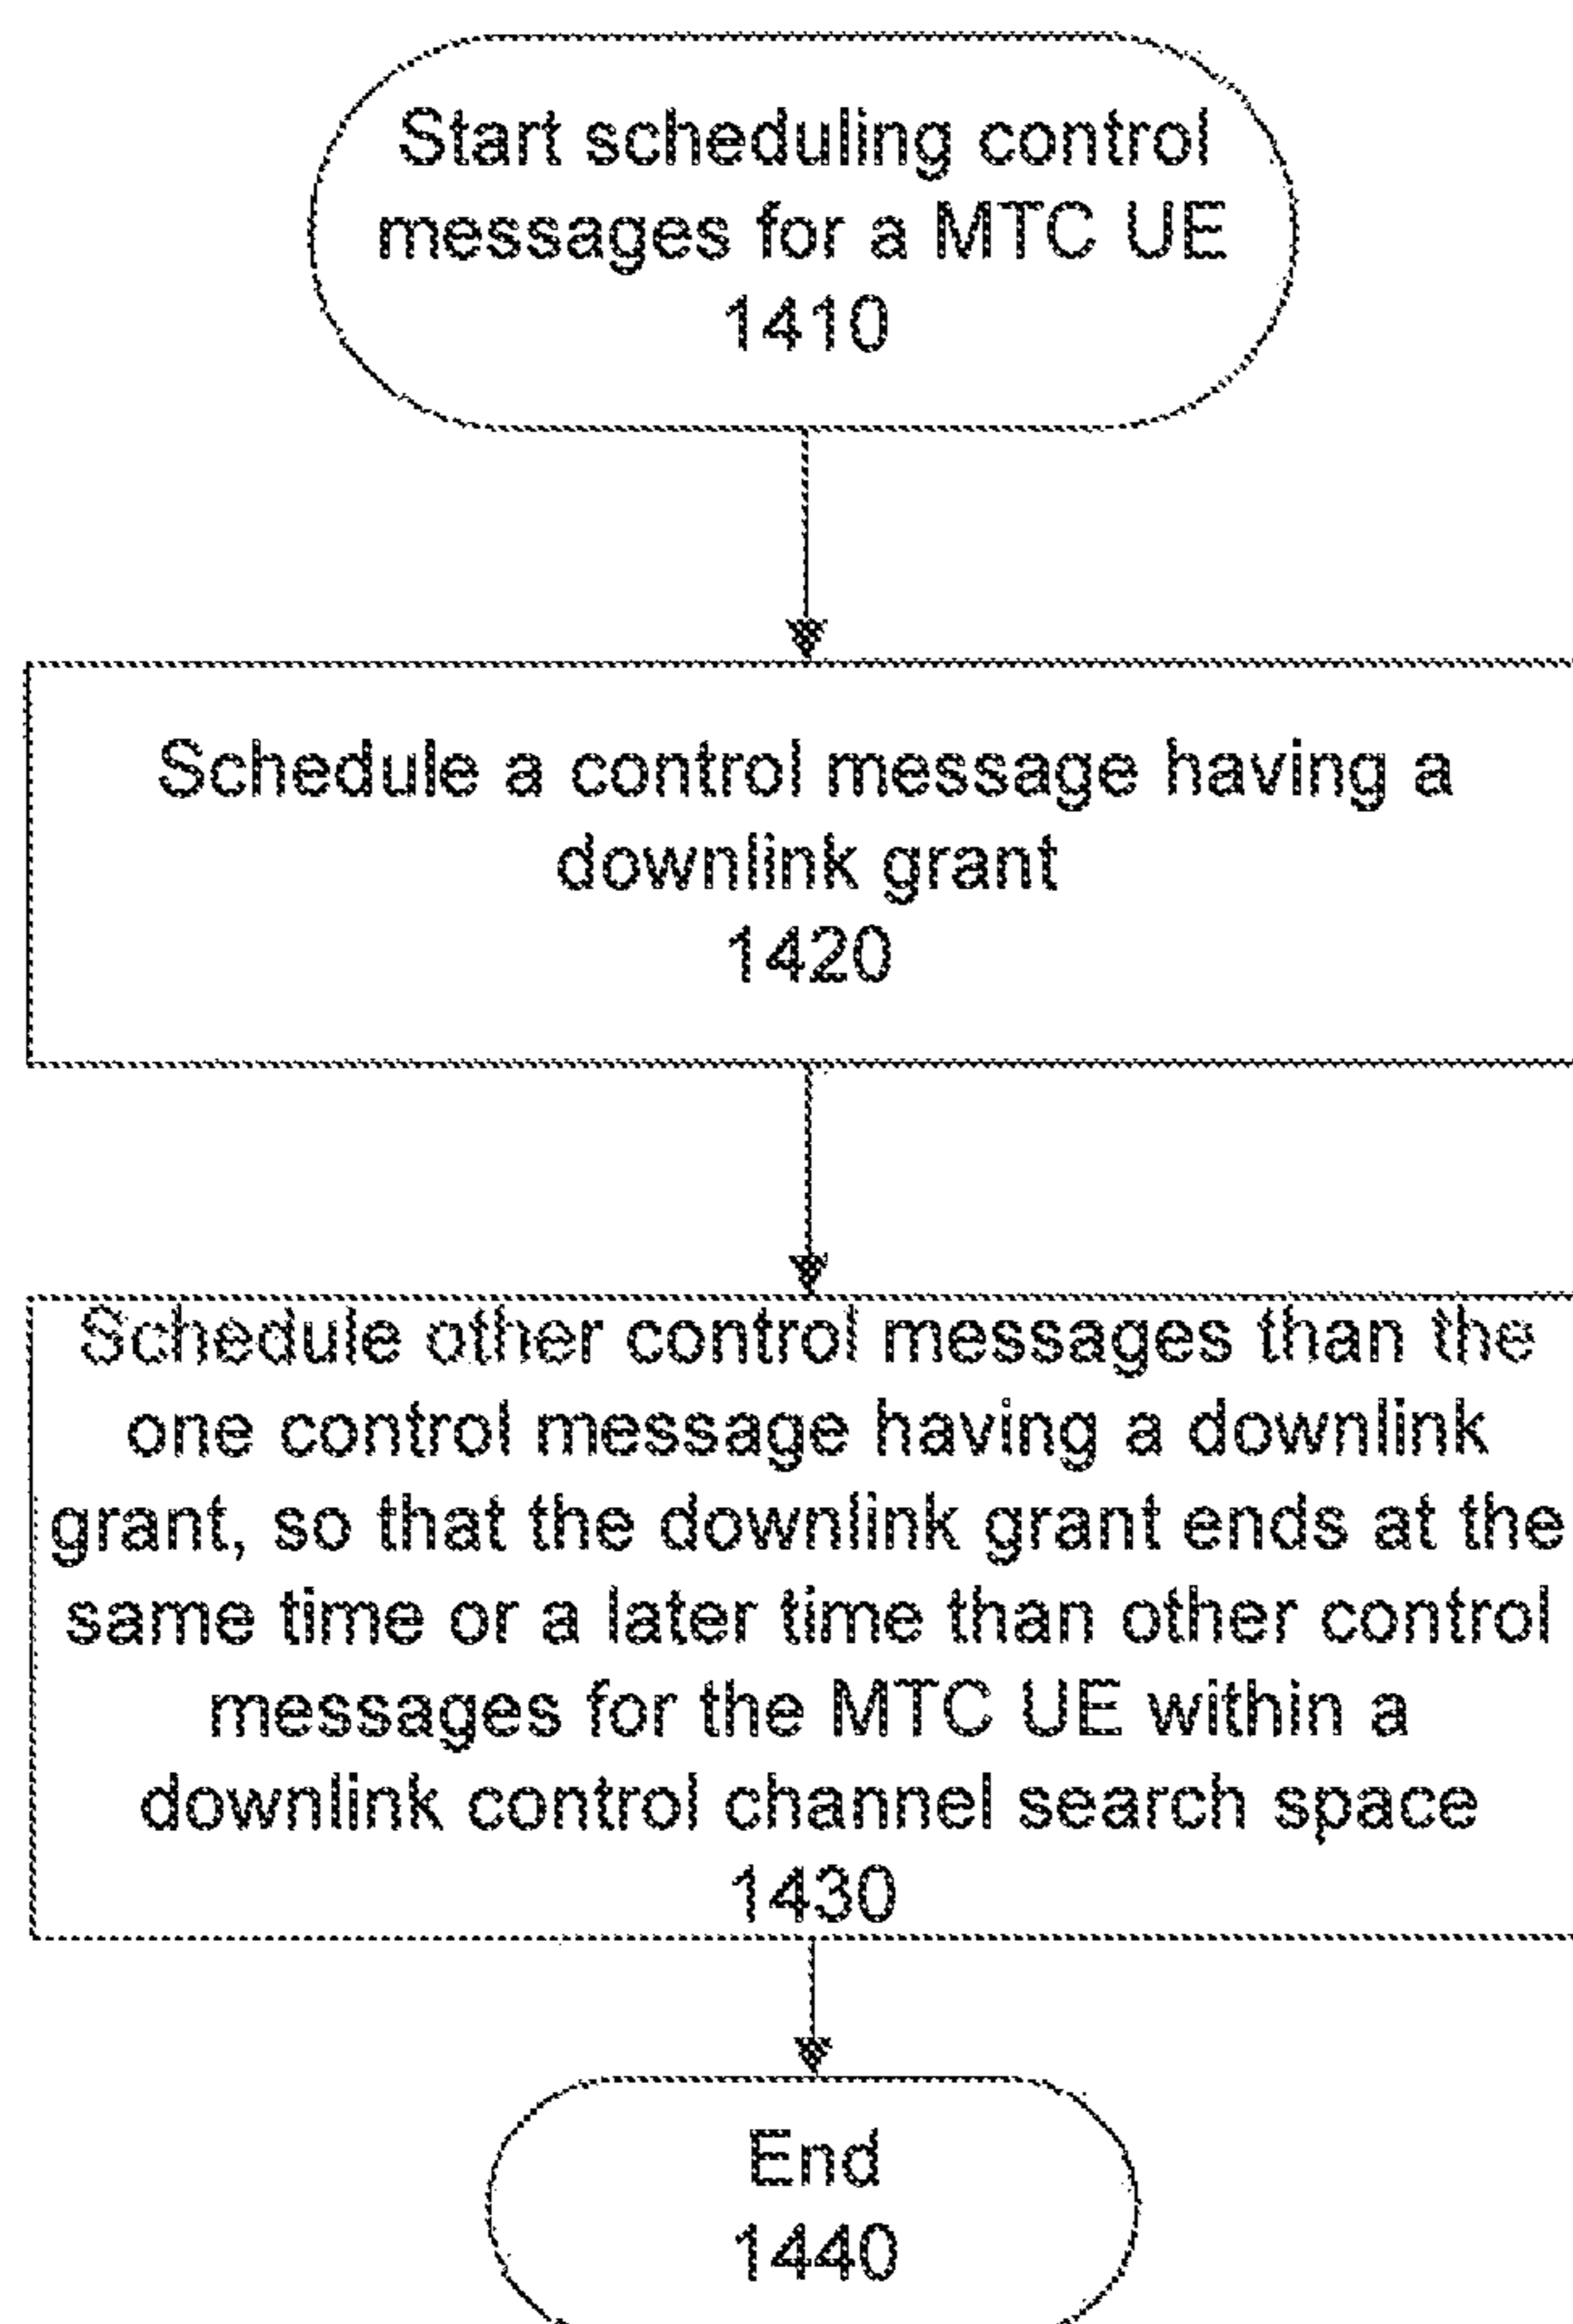 Start scheduling control
messages for a MTC UE
1410
Schedule a control message having a
downlink grant
1420
Schedule other control messages than the
one control message having a downlink
grant, so that the downlink grant ends at the
same time or a later time than other control
messages for the MTC UE within a
downlink control channel search space
1430
End
1440